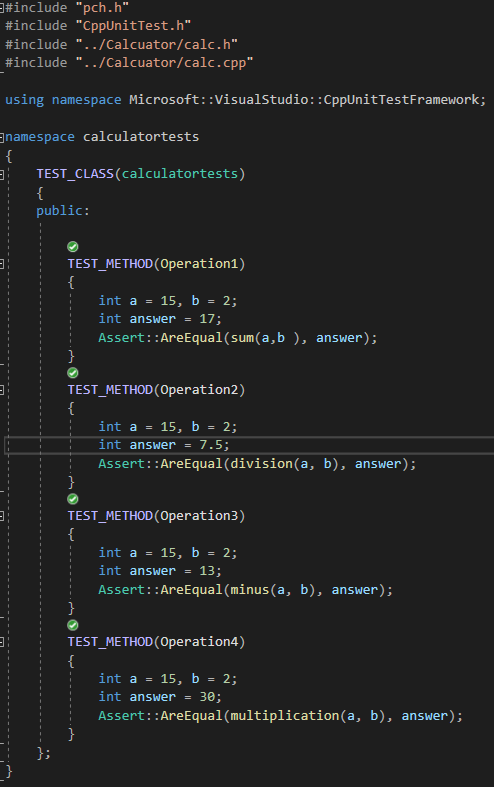 #include "pch.h"
#include "CppUnitTest.h"
#include "../Calcuator/calc.h"
#include "../Calcuator/calc.cpp"
using namespace Microsoft::VisualStudio::CppUnitTestFramework;
namespace calculatortests
{
TEST_CLASS(calculatortests)
{
public:
TEST_METHOD(Operation1)
{
int a = 15, b = 2;
int answer = 17;
Assert::AreEqual(sum(a,b ), answer);
}
TEST_METHOD(Operation2)
{
int a = 15, b = 2;
int answer = 7.5;
Assert::AreEqual(division(a, b), answer);
}
TEST_METHOD(Operation3)
{
int a = 15, b = 2;
int answer = 13;
Assert::AreEqual(minus(a, b), answer);
}
TEST_METHOD(Operation4)
{
int a = 15, b = 2;
int answer = 30;
Assert::AreEqual(multiplication(a, b), answer);
}
};
}